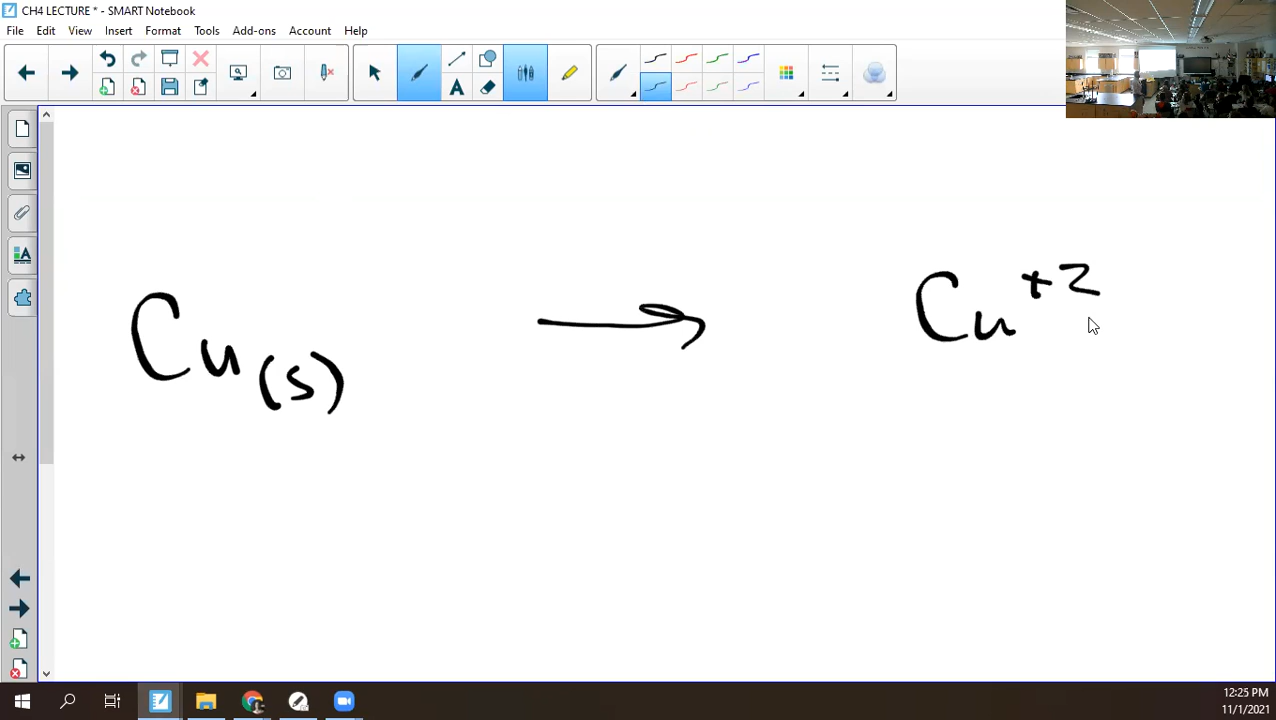 CH4 LECTURE * - SMART Notebook
File Edit View Insert Format Tools Add-ons Account Help
Cu(s) → Cu+2
12:25 PM
11/1/2021